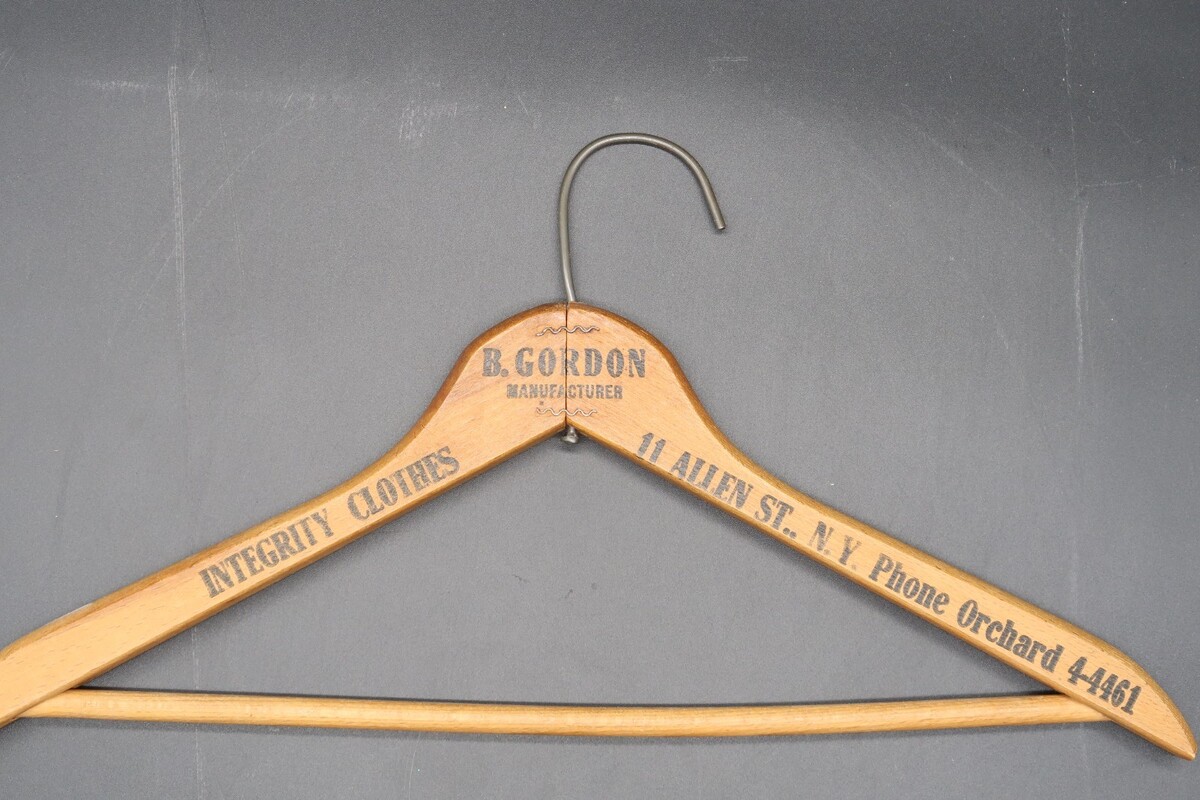 B. GORDON
MANUFACTURER
INTEGRITY CLOTHES
11 ALLEN ST., N.Y. Phone Orchard 4-4461